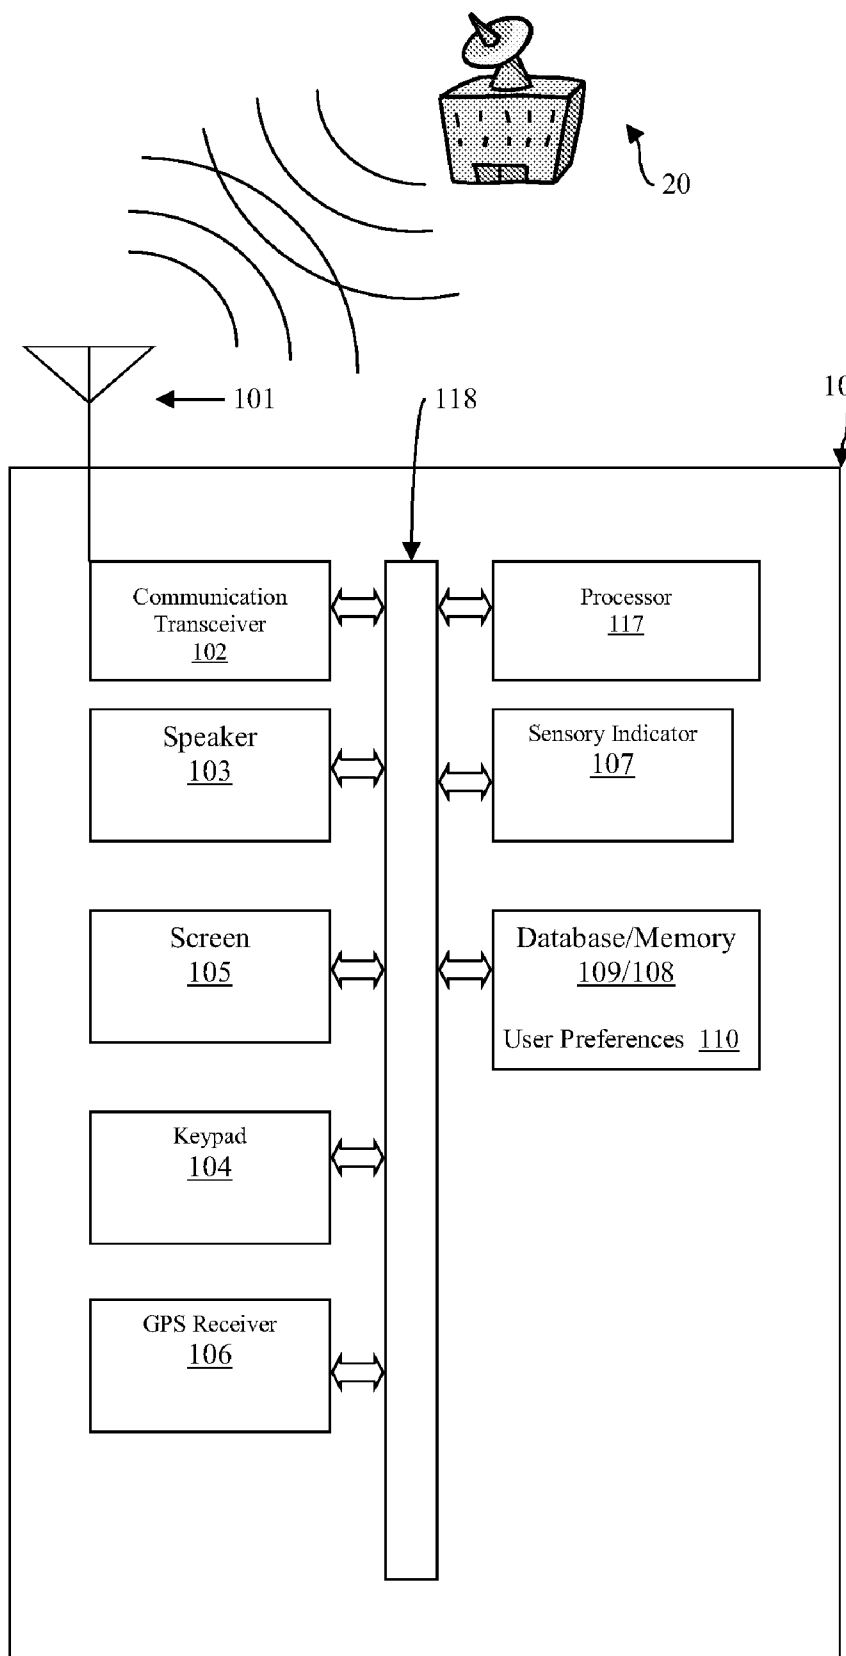 20
101
118
10
Communication
Transceiver
102
Processor
117
Speaker
103
Sensory Indicator
107
Screen
105
Database/Memory
109/108
User Preferences 110
Keypad
104
GPS Receiver
106